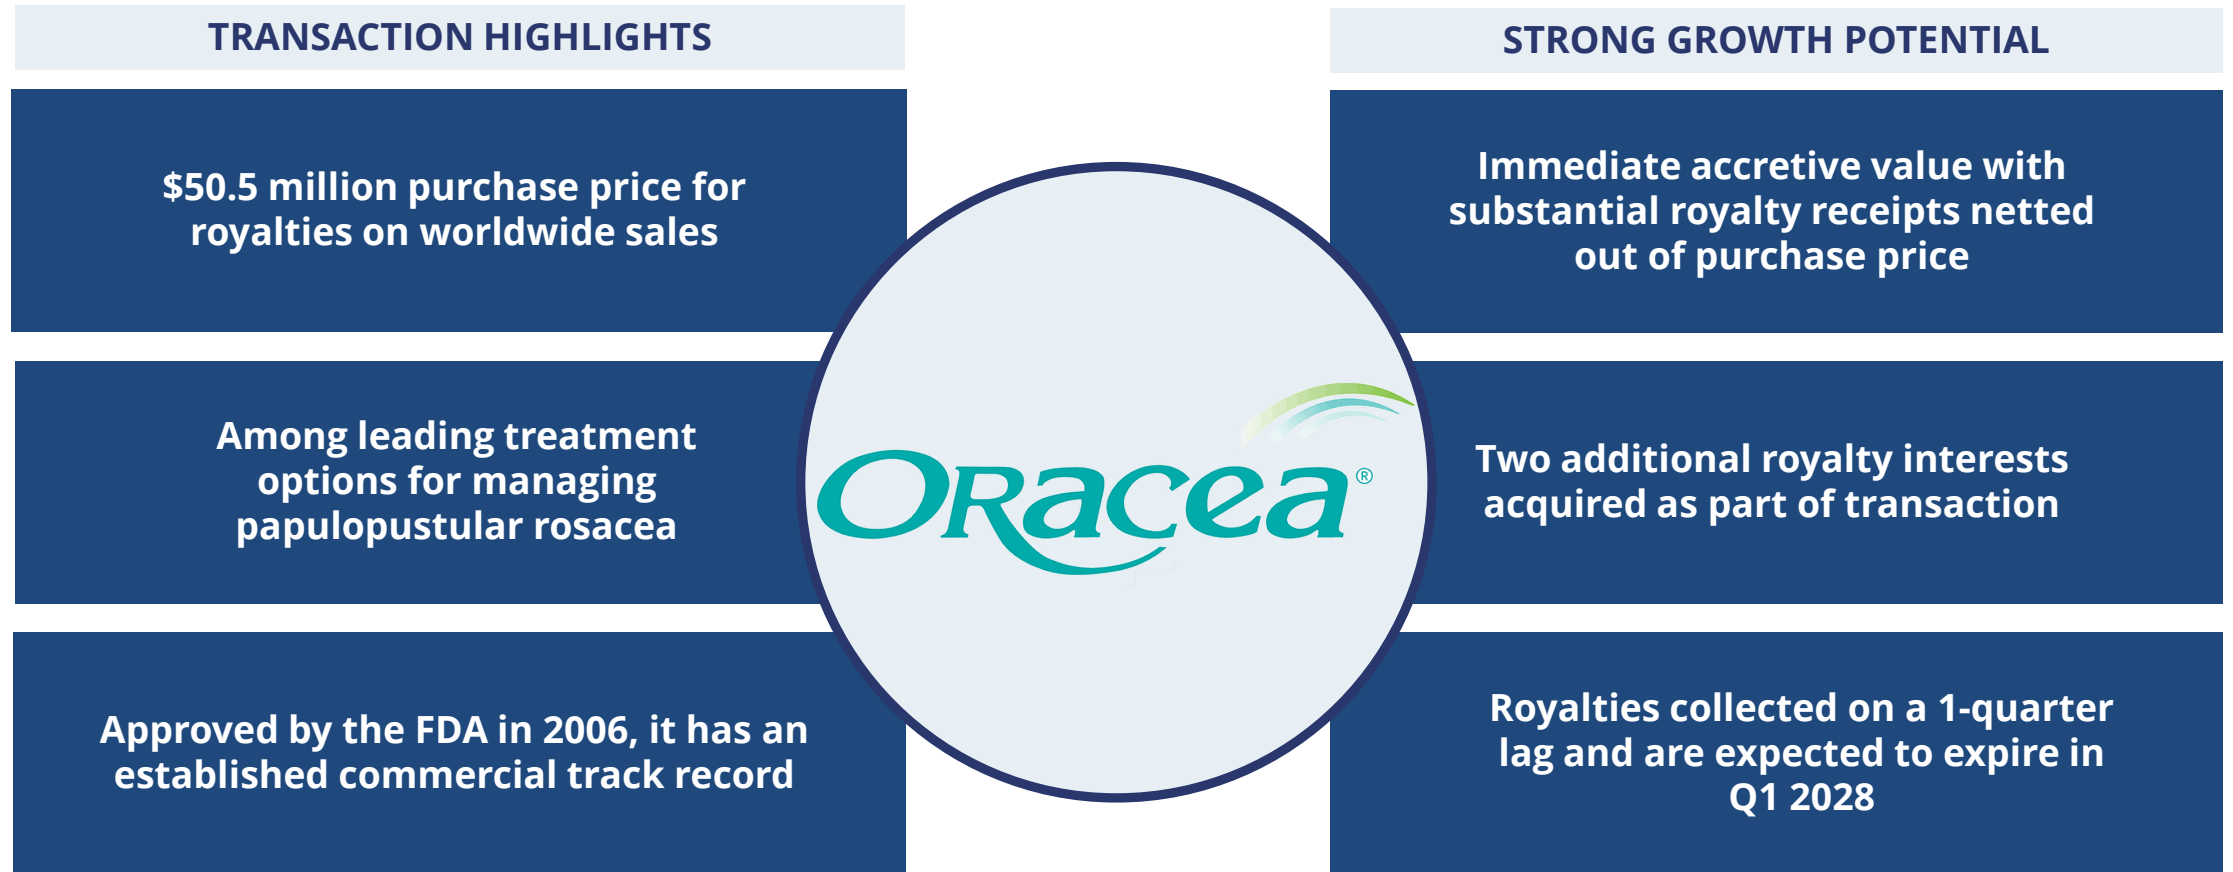 TRANSACTION HIGHLIGHTS
$50.5 million purchase price for
royalties on worldwide sales
Among leading treatment
options for managing
papulopustular rosacea
Approved by the FDA in 2006, it has an
established commercial track record
ORacea®
STRONG GROWTH POTENTIAL
Immediate accretive value with
substantial royalty receipts netted
out of purchase price
Two additional royalty interests
acquired as part of transaction
Royalties collected on a 1-quarter
lag and are expected to expire in
Q1 2028